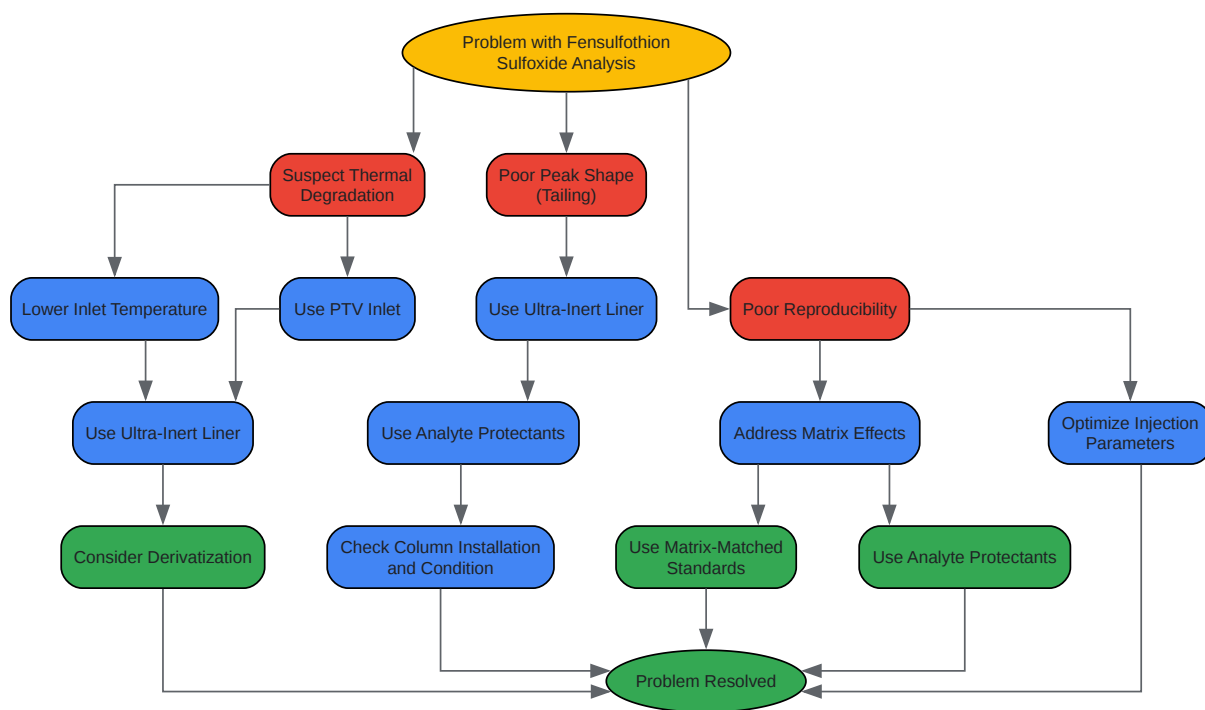 Problem with Fensulfothion
Sulfoxide Analysis
Suspect Thermal
Degradation
Poor Peak Shape
(Tailing)
Lower Inlet Temperature
Use PTV Inlet
Use Ultra-Inert Liner
Poor Reproducibility
Use Ultra-Inert Liner
Use Analyte Protectants
Address Matrix Effects
Optimize Injection
Parameters
Consider Derivatization
Check Column Installation
and Condition
Use Matrix-Matched
Standards
Use Analyte Protectants
Problem Resolved